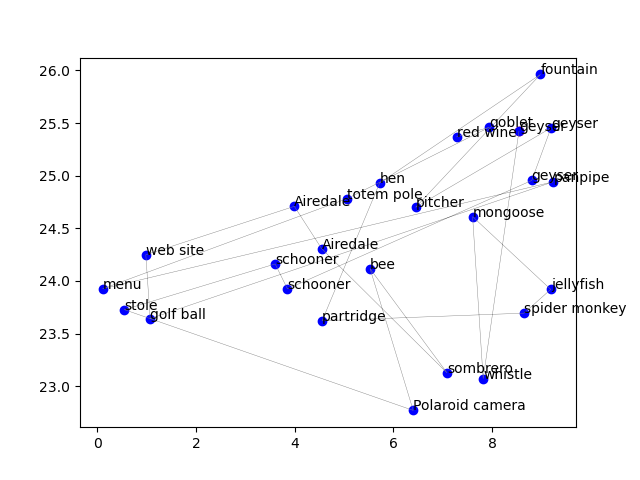 26.0
25.5
25.0
24.5
24.0
23.5
23.0
0
2
4
6
8
fountain
goblet
geyser
geyser
red wine
hen
geyser
panpipe
totem pole
Airedale
pitcher
mongoose
web site
Airedale
schooner
bee
menu
schooner
jellyfish
stole
golf ball
partridge
spider monkey
sombrero
whistle
Polaroid camera